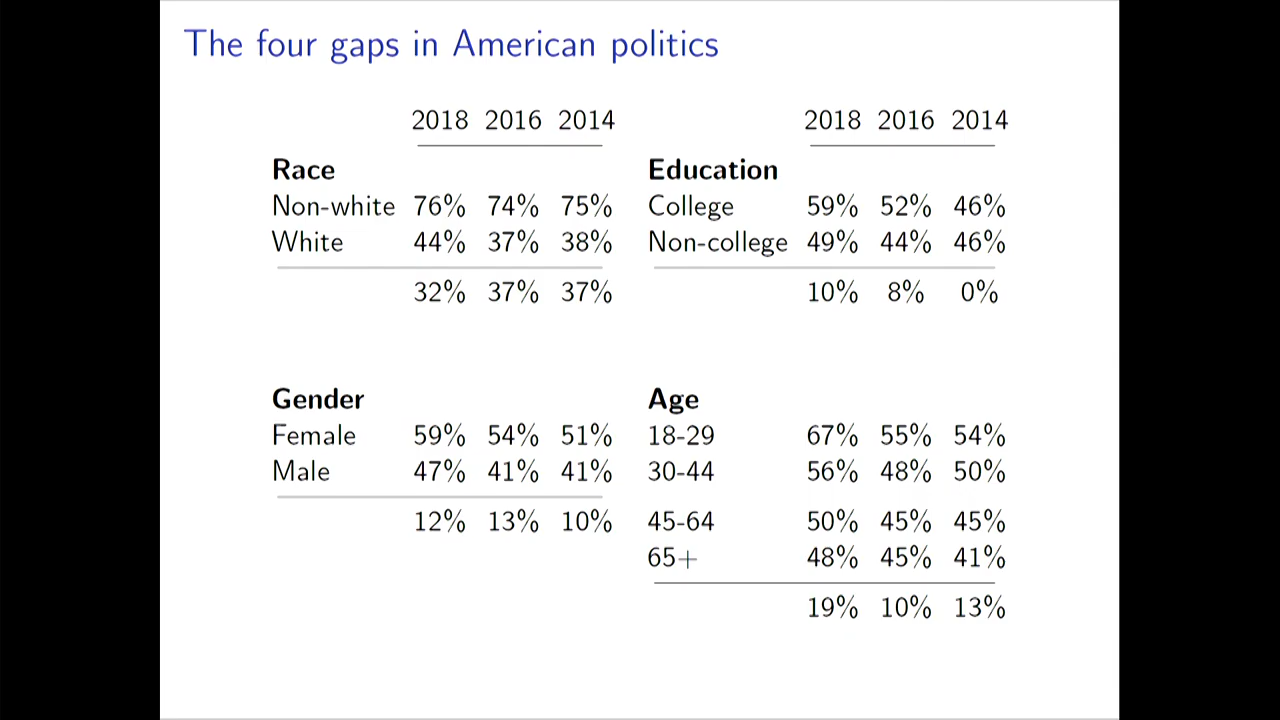 The four gaps in American politics
2018 2016 2014
Race
Non-white 76% 74% 75%
White 44% 37% 38%
32% 37% 37%
2018 2016 2014
Education
College 59% 52% 46%
Non-college 49% 44% 46%
10% 8% 0%
Gender
Female 59% 54% 51%
Male 47% 41% 41%
12% 13% 10%
Age
18-29 67% 55% 54%
30-44 56% 48% 50%
45-64 50% 45% 45%
65+ 48% 45% 41%
19% 10% 13%